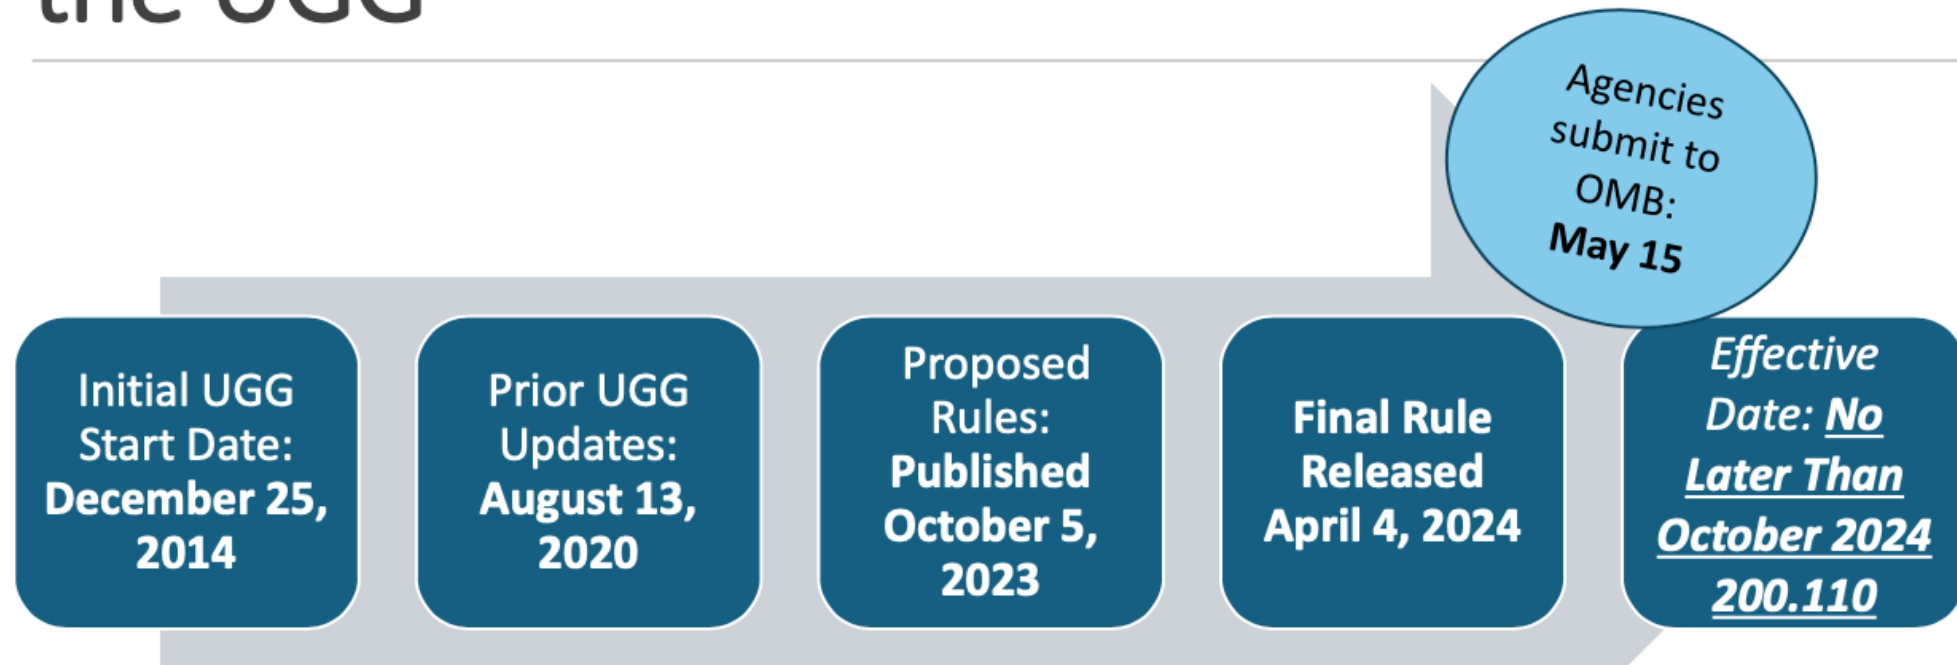 the UGG
Agencies
submit to
OMB:
May 15
Initial UGG
Start Date:
December 25,
2014
Prior UGG
Updates:
August 13,
2020
Proposed
Rules:
Published
October 5,
2023
Final Rule
Released
April 4, 2024
Effective
Date: No
Later Than
October 2024
200.110